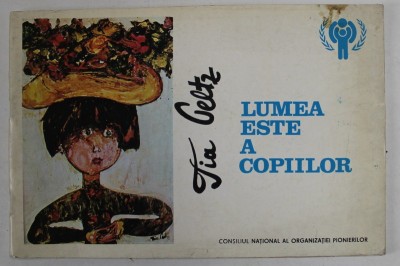 Tia Peltz
LUMEA
ESTE
A
COPIILOR
CONSILIUL NAȚIONAL AL ORGANIZAȚIEI PIONIERILOR